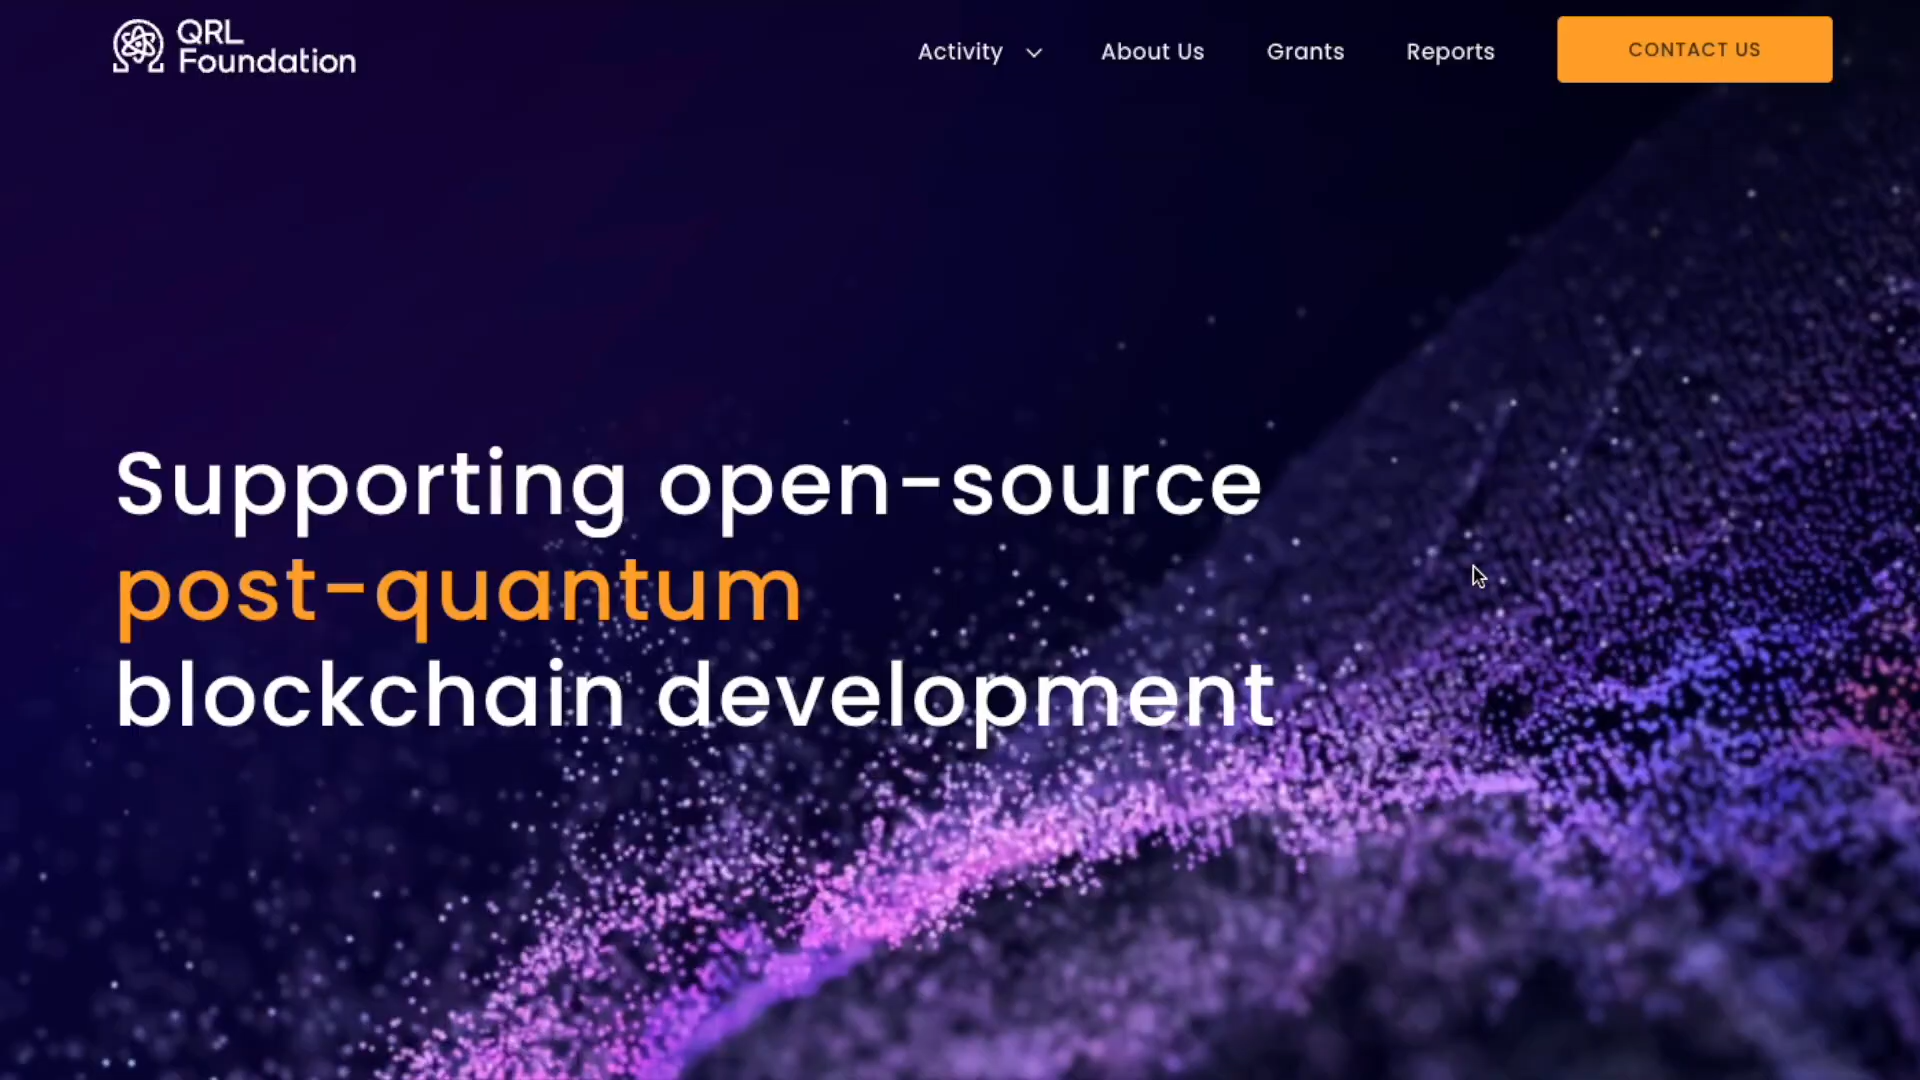 QRL
Foundation
Activity
About Us
Grants
Reports
CONTACT US
Supporting open-source
post-quantum
blockchain development